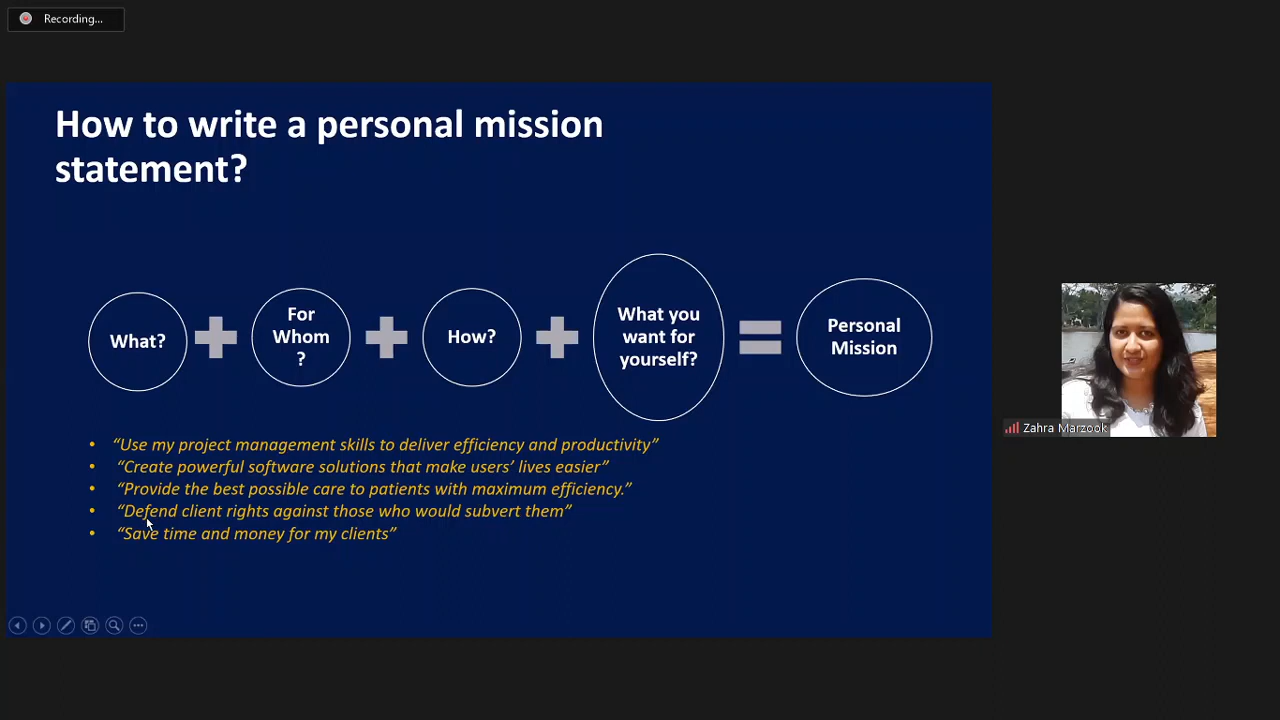 Recording...
How to write a personal mission
statement?
What?
For
Whom
?
How?
What you
want for
yourself?
Personal
Mission
• “Use my project management skills to deliver efficiency and productivity”
• “Create powerful software solutions that make users’ lives easier”
• “Provide the best possible care to patients with maximum efficiency.”
• “Defend client rights against those who would subvert them”
• “Save time and money for my clients”
Zahra Marzook